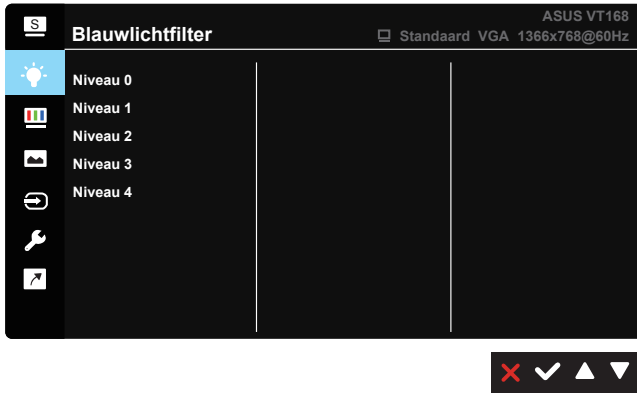 S
ASUS VT168
Blauwlichtfilter
Standaard VGA 1366x768@60Hz
Niveau 0
Niveau 1
Niveau 2
Niveau 3
Niveau 4